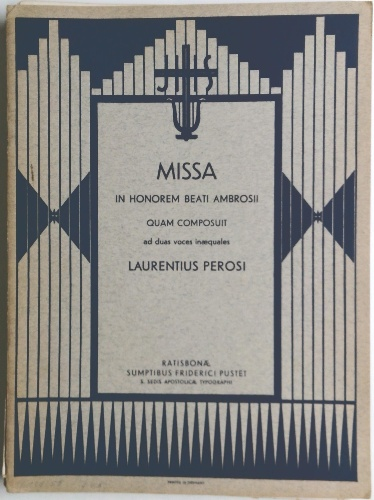 IHS
MISSA
IN HONOREM BEATI AMBROSII
QUAM COMPOSUIT
ad duas voces inæquales
LAURENTIUS PEROSI
RATISBONÆ
SUMPTIBUS FRIDERICI PUSTET
S. SEDIS APOSTOLICÆ TYPOGRAPHI